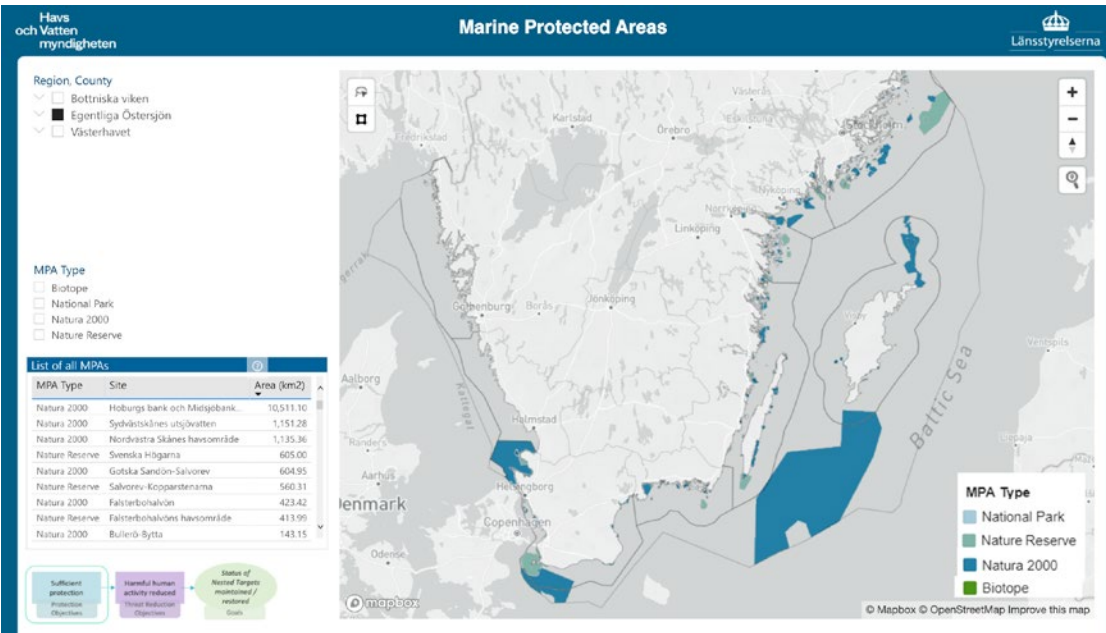 Havs
och Vatten
myndigheten
Marine Protected Areas
Länsstyrelserna
Region, County
Bottniska viken
Egentliga Östersjön
Västerhavet
MPA Type
Biotope
National Park
Natura 2000
Nature Reserve
List of all MPAs
MPA Type Site Area (km2)
Natura 2000 Hoburgs bank och Midsjöbank... 10,511.10
Natura 2000 Sydvästskånes utsjövatten 1,151.28
Natura 2000 Nordvästra Skånes havsområde 1,135.36
Nature Reserve Svenska Högarna 605.00
Natura 2000 Gotska Sandön-Salvorev 604.95
Nature Reserve Salvorev-Kopparstenarna 560.31
Natura 2000 Falsterbohalvön 423.42
Nature Reserve Falsterbohalvöns havsområde 413.99
Natura 2000 Bullerö-Bytta 143.15
Sufficient
protection
Protection
Objectives
Harmful human
activity reduced
Threat Reduction
Objectives
Status of
Nested Targets
maintained /
restored
Goals
Västerås
Karlstad
Örebro
Eskilstuna
Stockholm
Fredrikstad
Nyköping
Norrköping
Linköping
Gothenburg
Borås
Jönköping
Visby
Ventspils
Aalborg
Kattegat
Baltic Sea
Halmstad
Liepaja
Randers
Aarhus
Helsingborg
Denmark
Copenhagen
Odense
mapbox
MPA Type
National Park
Nature Reserve
Natura 2000
Biotope
© Mapbox © OpenStreetMap Improve this map